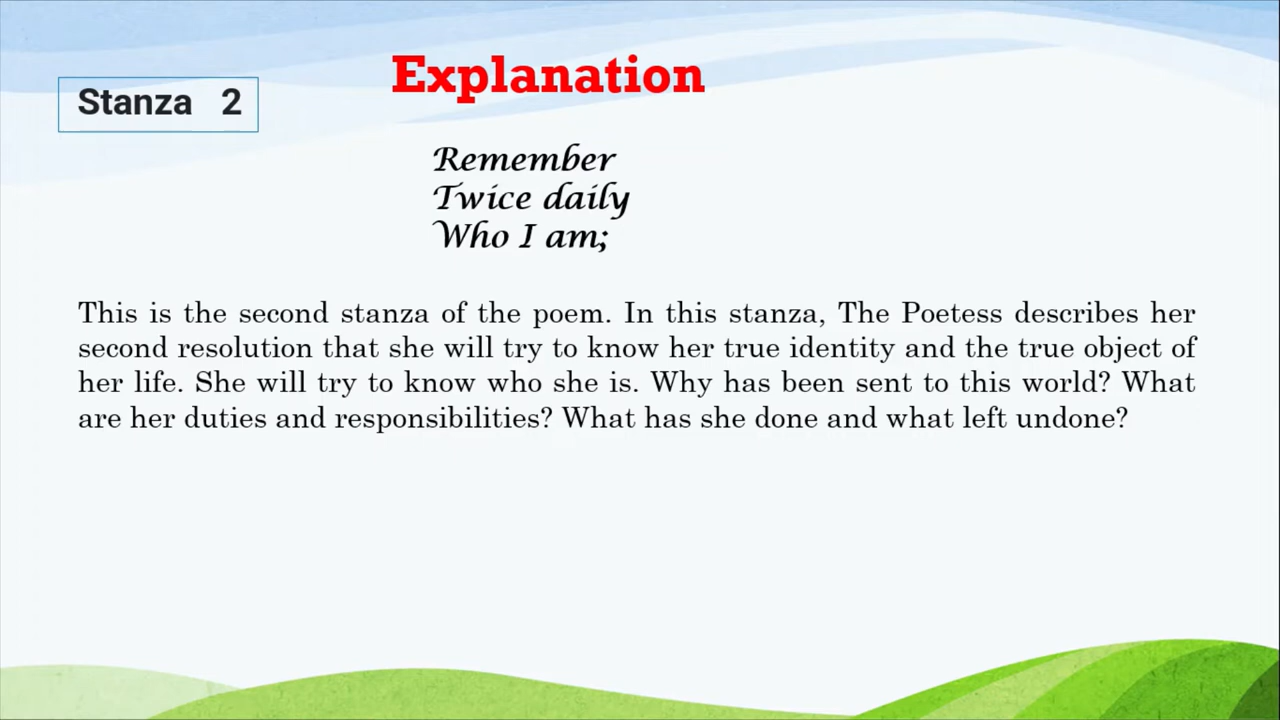 Explanation
Stanza 2
Remember
Twice daily
Who I am;
This is the second stanza of the poem. In this stanza, The Poetess describes her
second resolution that she will try to know her true identity and the true object of
her life. She will try to know who she is. Why has been sent to this world? What
are her duties and responsibilities? What has she done and what left undone?